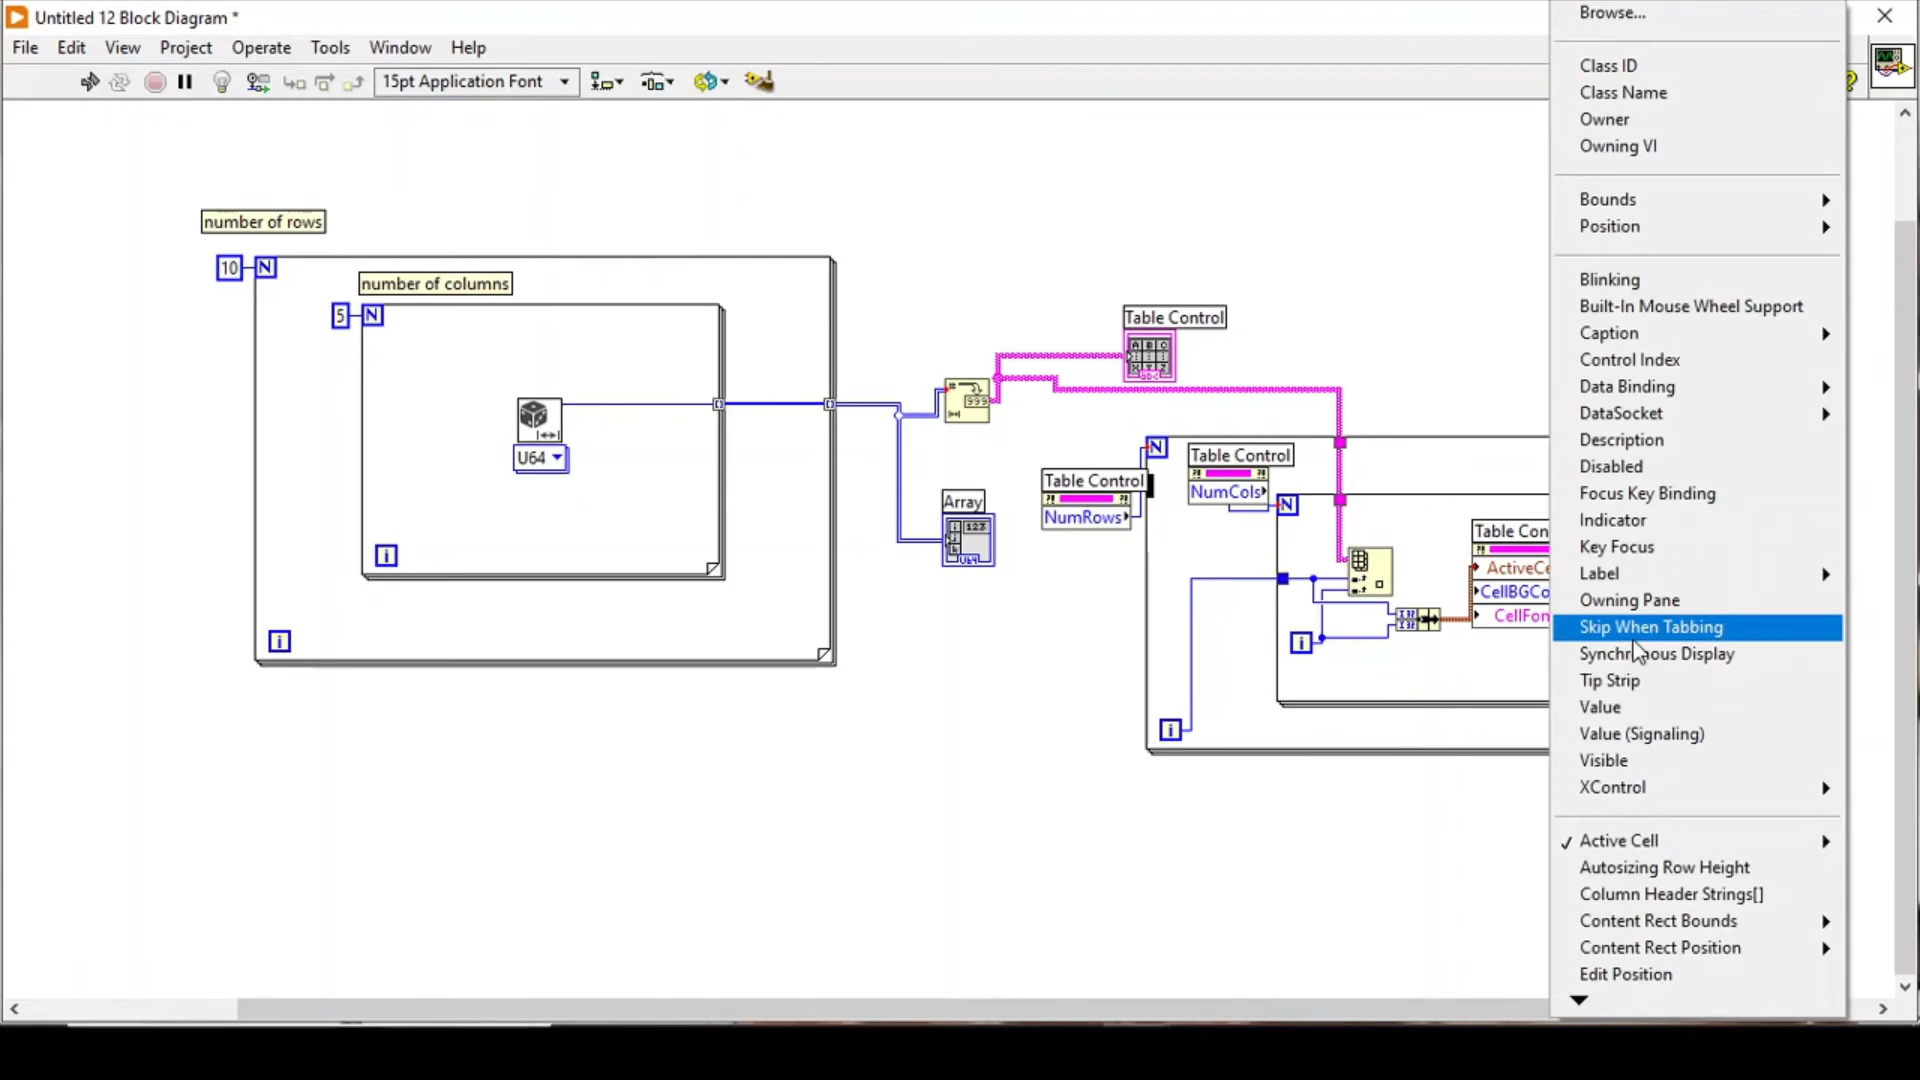 Untitled 12 Block Diagram *
File Edit View Project Operate Tools Window Help
15pt Application Font
number of rows
10 N
number of columns
5 N
U64
i
i
Table Control
Array
Table Control
NumRows
N
Table Control
NumCols
N
Table Con
ActiveCe
CellBGCo
CellFon
i
i
Browse...
Class ID
Class Name
Owner
Owning VI
Bounds
Position
Blinking
Built-In Mouse Wheel Support
Caption
Control Index
Data Binding
DataSocket
Description
Disabled
Focus Key Binding
Indicator
Key Focus
Label
Owning Pane
Skip When Tabbing
Synchronous Display
Tip Strip
Value
Value (Signaling)
Visible
XControl
Active Cell
Autosizing Row Height
Column Header Strings[]
Content Rect Bounds
Content Rect Position
Edit Position